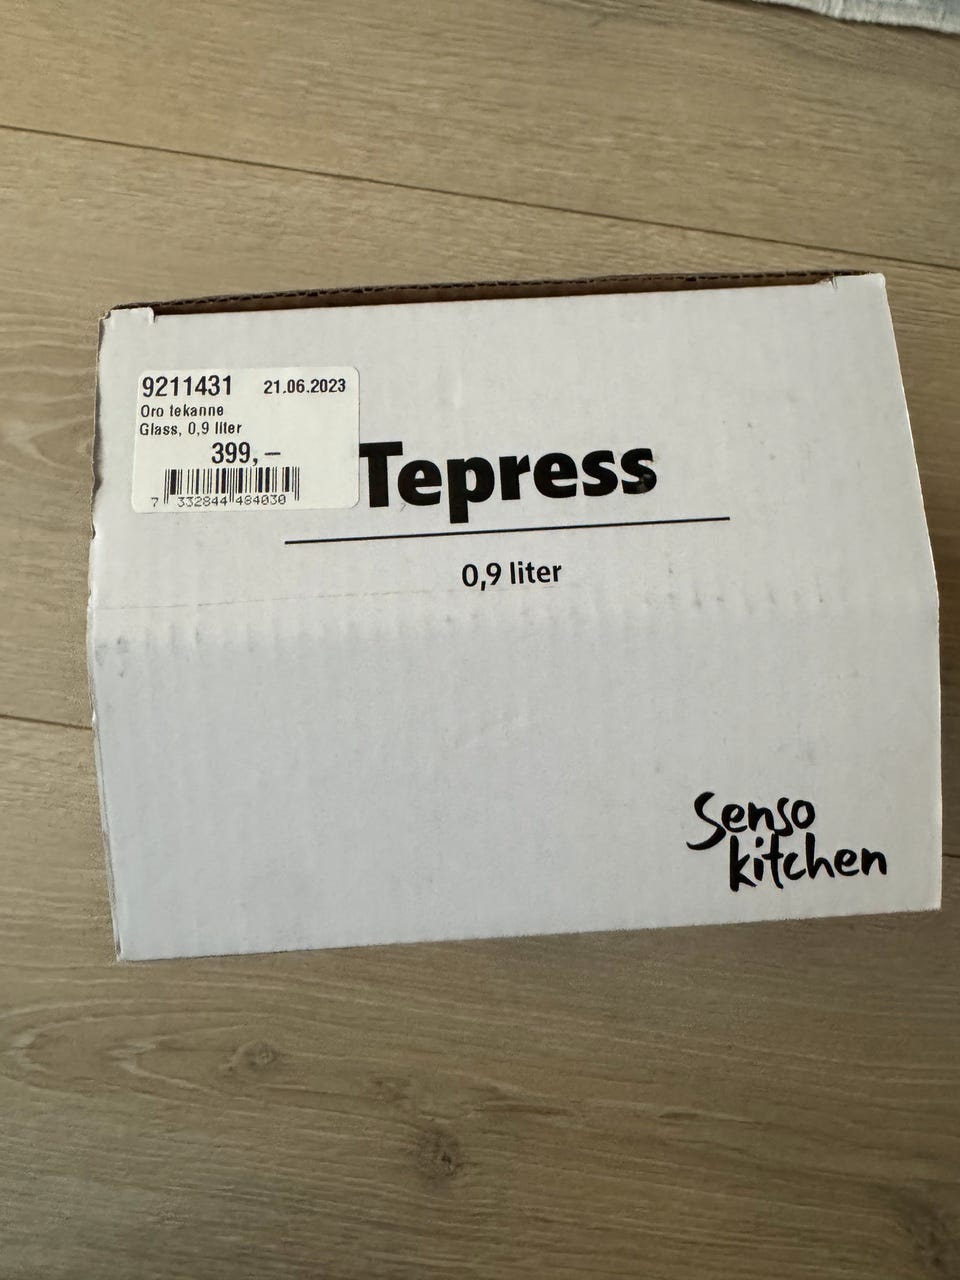 9211431 21.06.2023
Oro tekanne
Glass, 0,9 liter
399,–
7 332844 484030
Tepress
0,9 liter
Senso
kitchen